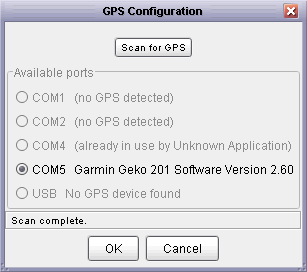 GPS Configuration
Scan for GPS
Available ports
COM1 (no GPS detected)
COM2 (no GPS detected)
COM4 (already in use by Unknown Application)
COM5 Garmin Geko 201 Software Version 2.60
USB No GPS device found
Scan complete.
OK Cancel